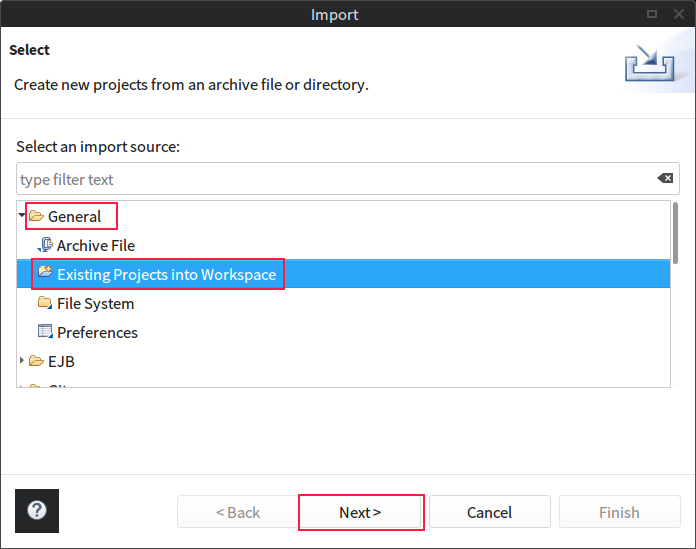 Import
Select
Create new projects from an archive file or directory.
Select an import source:
type filter text
General
Archive File
Existing Projects into Workspace
File System
Preferences
EJB
?
< Back
Next >
Cancel
Finish